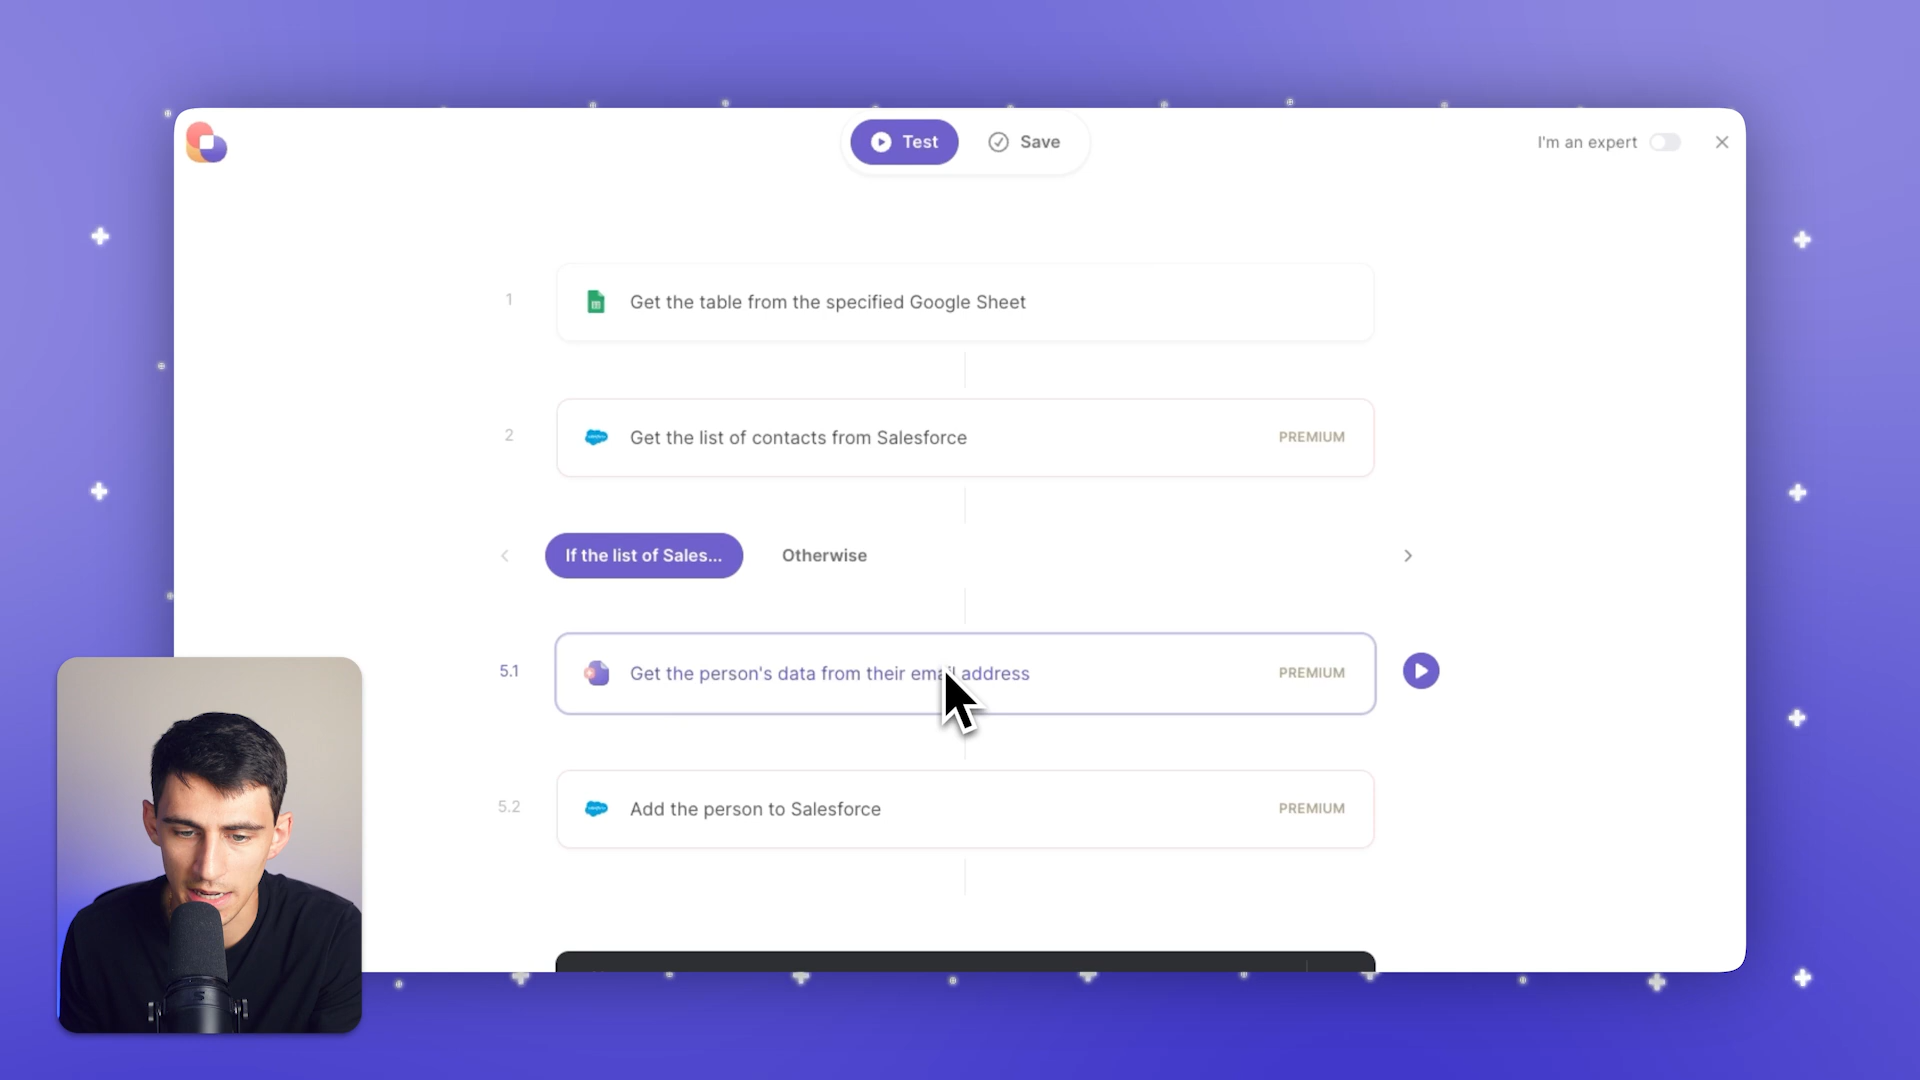 Test
Save
I'm an expert
1
Get the table from the specified Google Sheet
2
Get the list of contacts from Salesforce
PREMIUM
If the list of Sales...
Otherwise
5.1
Get the person's data from their email address
PREMIUM
5.2
Add the person to Salesforce
PREMIUM